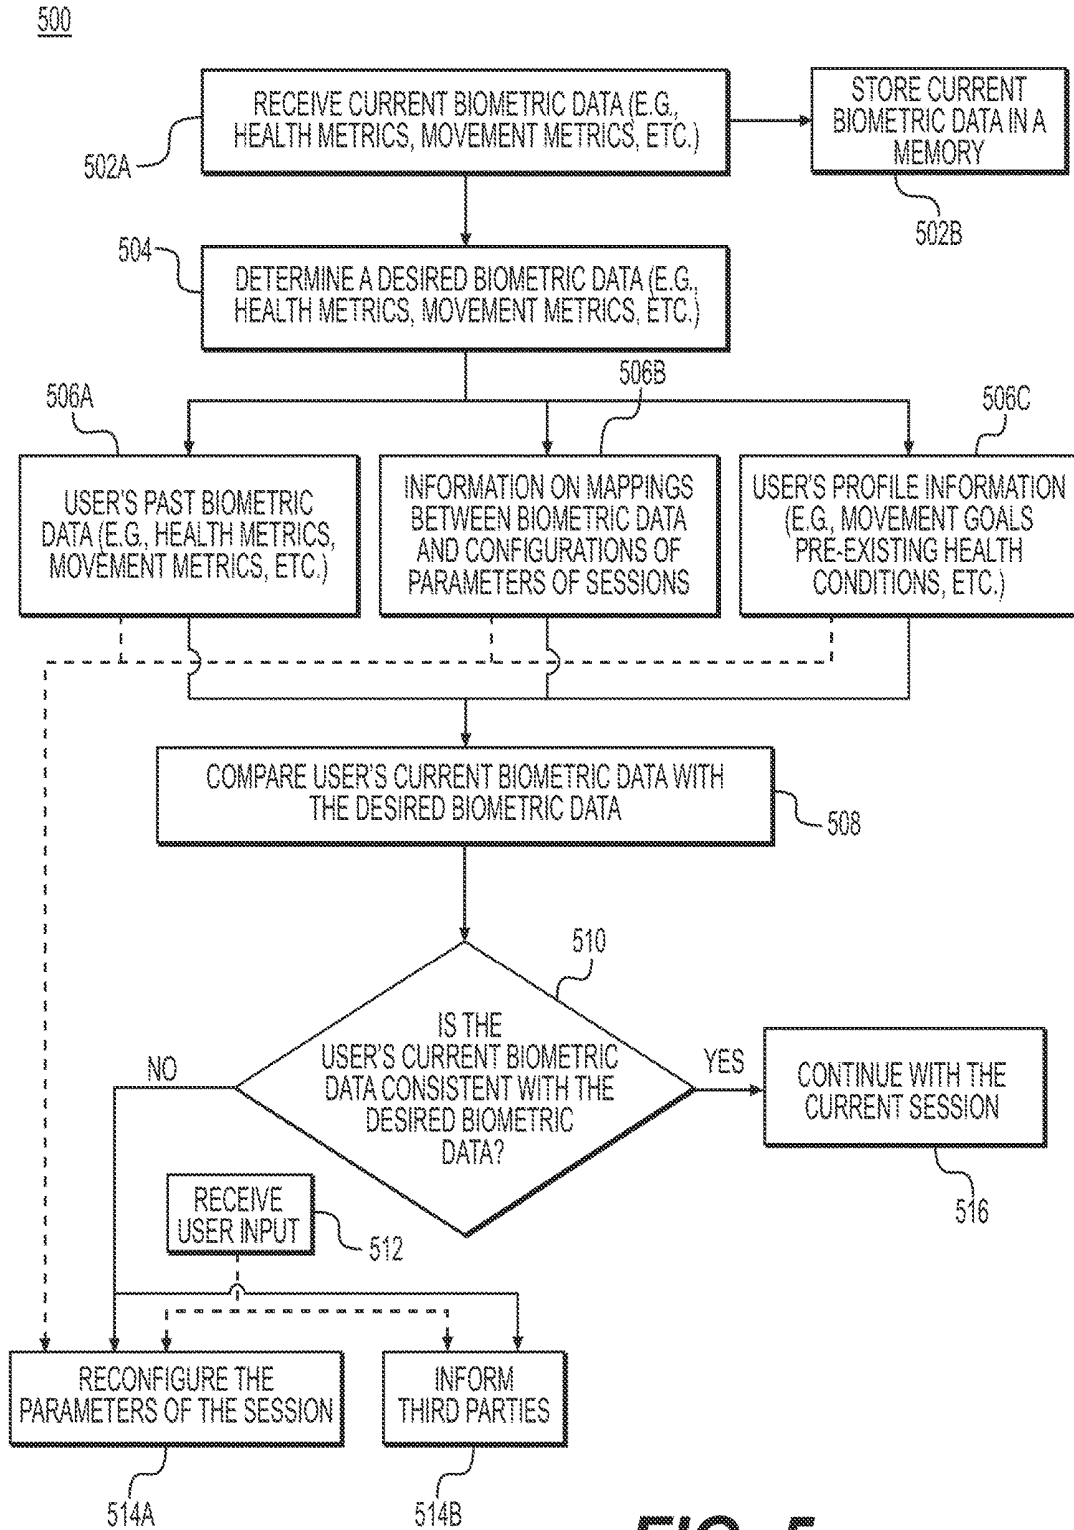 500
RECEIVE CURRENT BIOMETRIC DATA (E.G.,
HEALTH METRICS, MOVEMENT METRICS, ETC.)
502A
STORE CURRENT
BIOMETRIC DATA IN A
MEMORY
502B
504
DETERMINE A DESIRED BIOMETRIC DATA (E.G.,
HEALTH METRICS, MOVEMENT METRICS, ETC.)
506A
506B
506C
USER'S PAST BIOMETRIC
DATA (E.G., HEALTH METRICS,
MOVEMENT METRICS, ETC.)
INFORMATION ON MAPPINGS
BETWEEN BIOMETRIC DATA
AND CONFIGURATIONS OF
PARAMETERS OF SESSIONS
USER'S PROFILE INFORMATION
(E.G., MOVEMENT GOALS
PRE-EXISTING HEALTH
CONDITIONS, ETC.)
COMPARE USER'S CURRENT BIOMETRIC DATA WITH
THE DESIRED BIOMETRIC DATA
508
510
IS THE
USER'S CURRENT BIOMETRIC
DATA CONSISTENT WITH THE
DESIRED BIOMETRIC
DATA?
NO
YES
CONTINUE WITH THE
CURRENT SESSION
516
RECEIVE
USER INPUT
512
RECONFIGURE THE
PARAMETERS OF THE SESSION
514A
INFORM
THIRD PARTIES
514B
FIG. 5